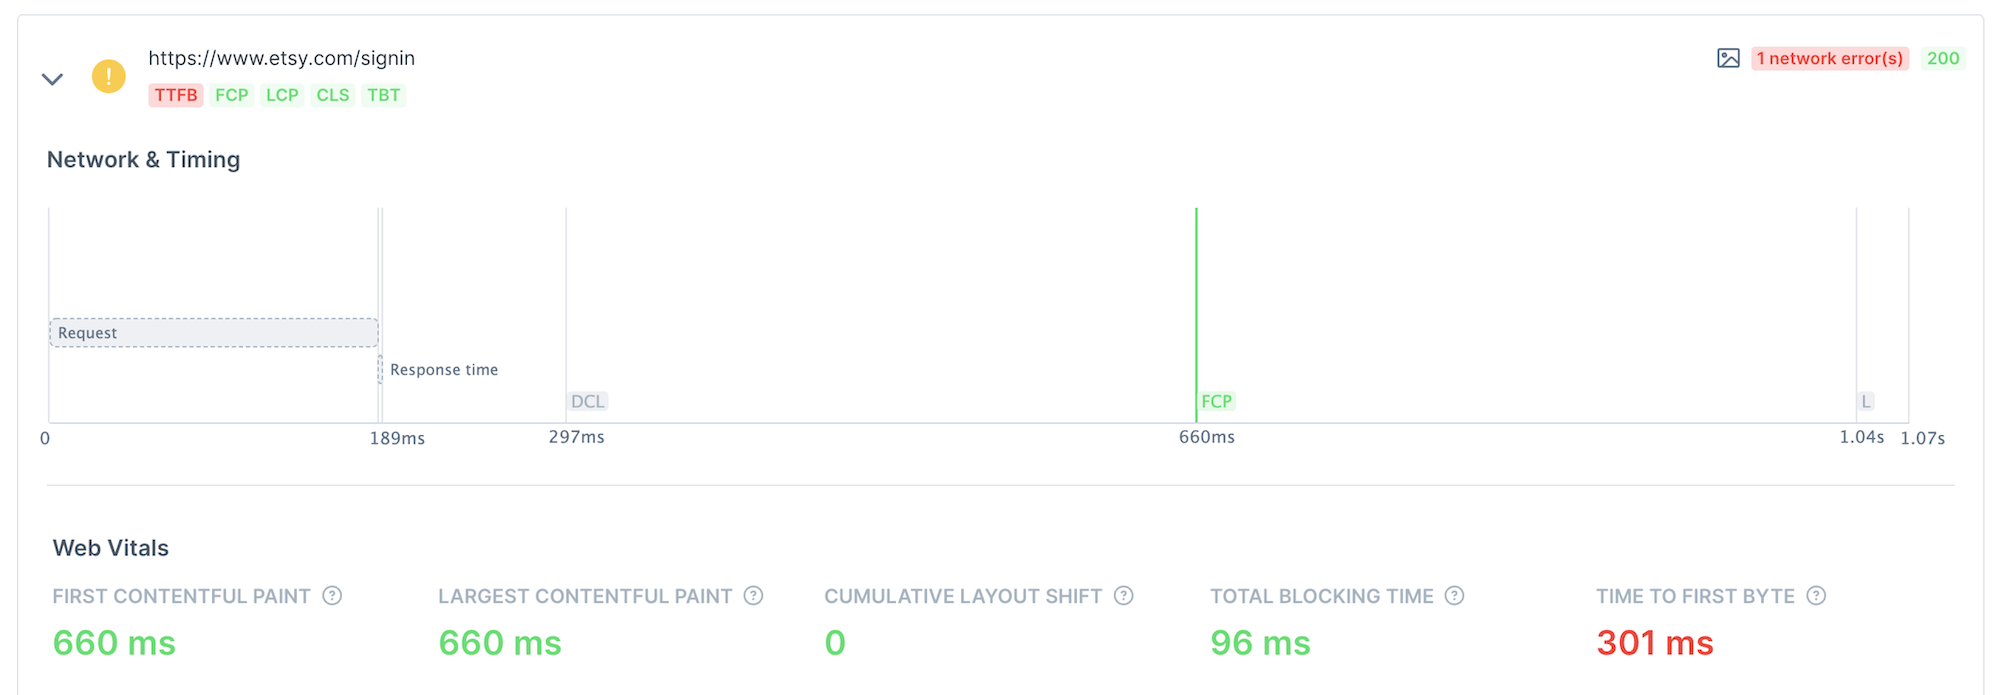 https://www.etsy.com/signin
1 network error(s) 200
! TTFB FCP LCP CLS TBT
Network & Timing
Request
Response time
DCL FCP L
0 189ms 297ms 660ms 1.04s 1.07s
Web Vitals
FIRST CONTENTFUL PAINT ? LARGEST CONTENTFUL PAINT ? CUMULATIVE LAYOUT SHIFT ? TOTAL BLOCKING TIME ? TIME TO FIRST BYTE ?
660 ms 660 ms 0 96 ms 301 ms